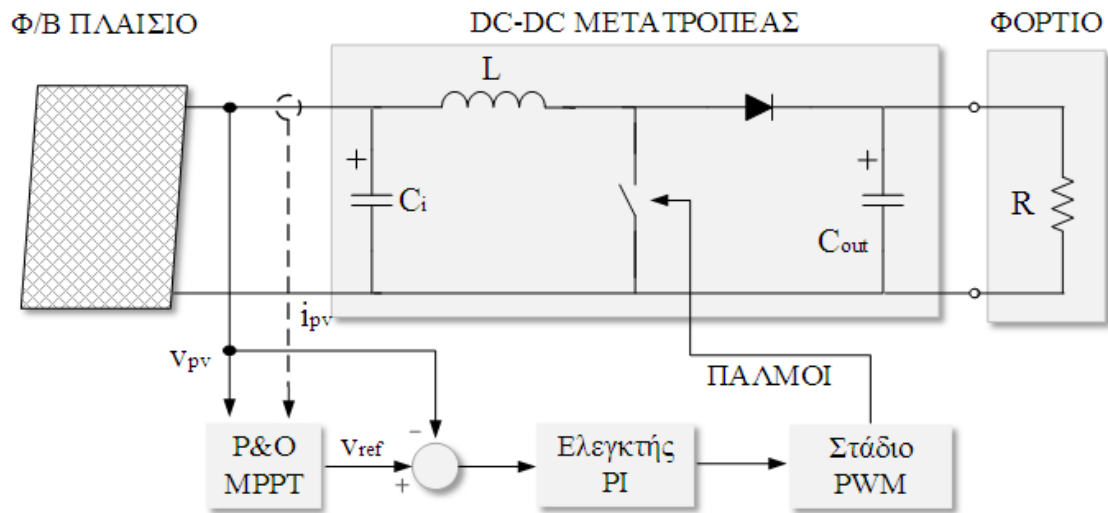 Φ/Β ΠΛΑΙΣΙΟ
DC-DC ΜΕΤΑΤΡΟΠΕΑΣ
ΦΟΡΤΙΟ
L
+
Ci
+
Cout
R
ipv
vpv
ΠΑΛΜΟΙ
P&O
MPPT
vref
−
+
Ελεγκτής
PI
Στάδιο
PWM